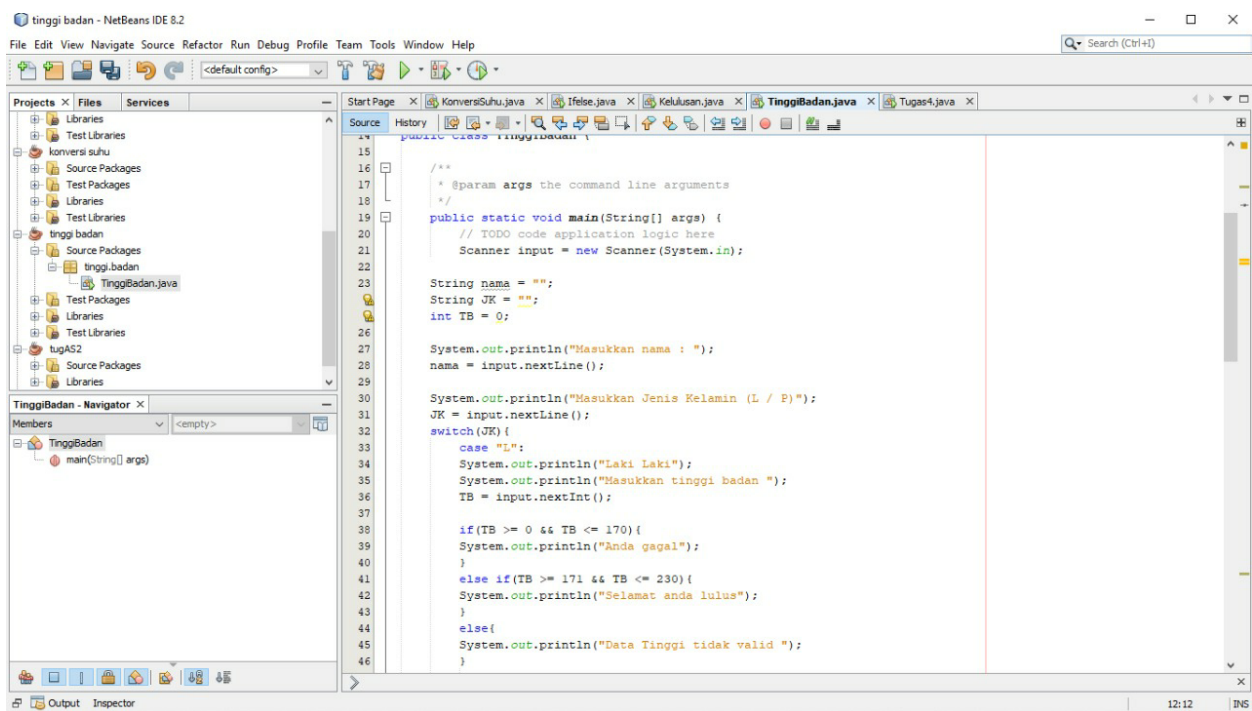 tinggi badan - NetBeans IDE 8.2
File Edit View Navigate Source Refactor Run Debug Profile Team Tools Window Help
Search (Ctrl+I)
<default config>
Projects Files Services
Libraries
Test Libraries
konversi suhu
Source Packages
Test Packages
Libraries
Test Libraries
tinggi badan
Source Packages
tinggi.badan
TinggiBadan.java
Test Packages
Libraries
Test Libraries
tugAS2
Source Packages
Libraries
TinggiBadan - Navigator
Members <empty>
TinggiBadan
main(String[] args)
Start Page KonversiSuhu.java Ifelse.java Kelulusan.java TinggiBadan.java Tugas4.java
Source History
14 public class TinggiBadan {
15
16 /**
17 * @param args the command line arguments
18 */
19 public static void main(String[] args) {
20 // TODO code application logic here
21 Scanner input = new Scanner(System.in);
22
23 String nama = "";
String JK = "";
int TB = 0;
26
27 System.out.println("Masukkan nama : ");
28 nama = input.nextLine();
29
30 System.out.println("Masukkan Jenis Kelamin (L / P)");
31 JK = input.nextLine();
32 switch(JK){
33 case "L":
34 System.out.println("Laki Laki");
35 System.out.println("Masukkan tinggi badan ");
36 TB = input.nextInt();
37
38 if(TB >= 0 && TB <= 170){
39 System.out.println("Anda gagal");
40 }
41 else if(TB >= 171 && TB <= 230){
42 System.out.println("Selamat anda lulus");
43 }
44 else{
45 System.out.println("Data Tinggi tidak valid ");
46 }
Output Inspector
12:12 INS